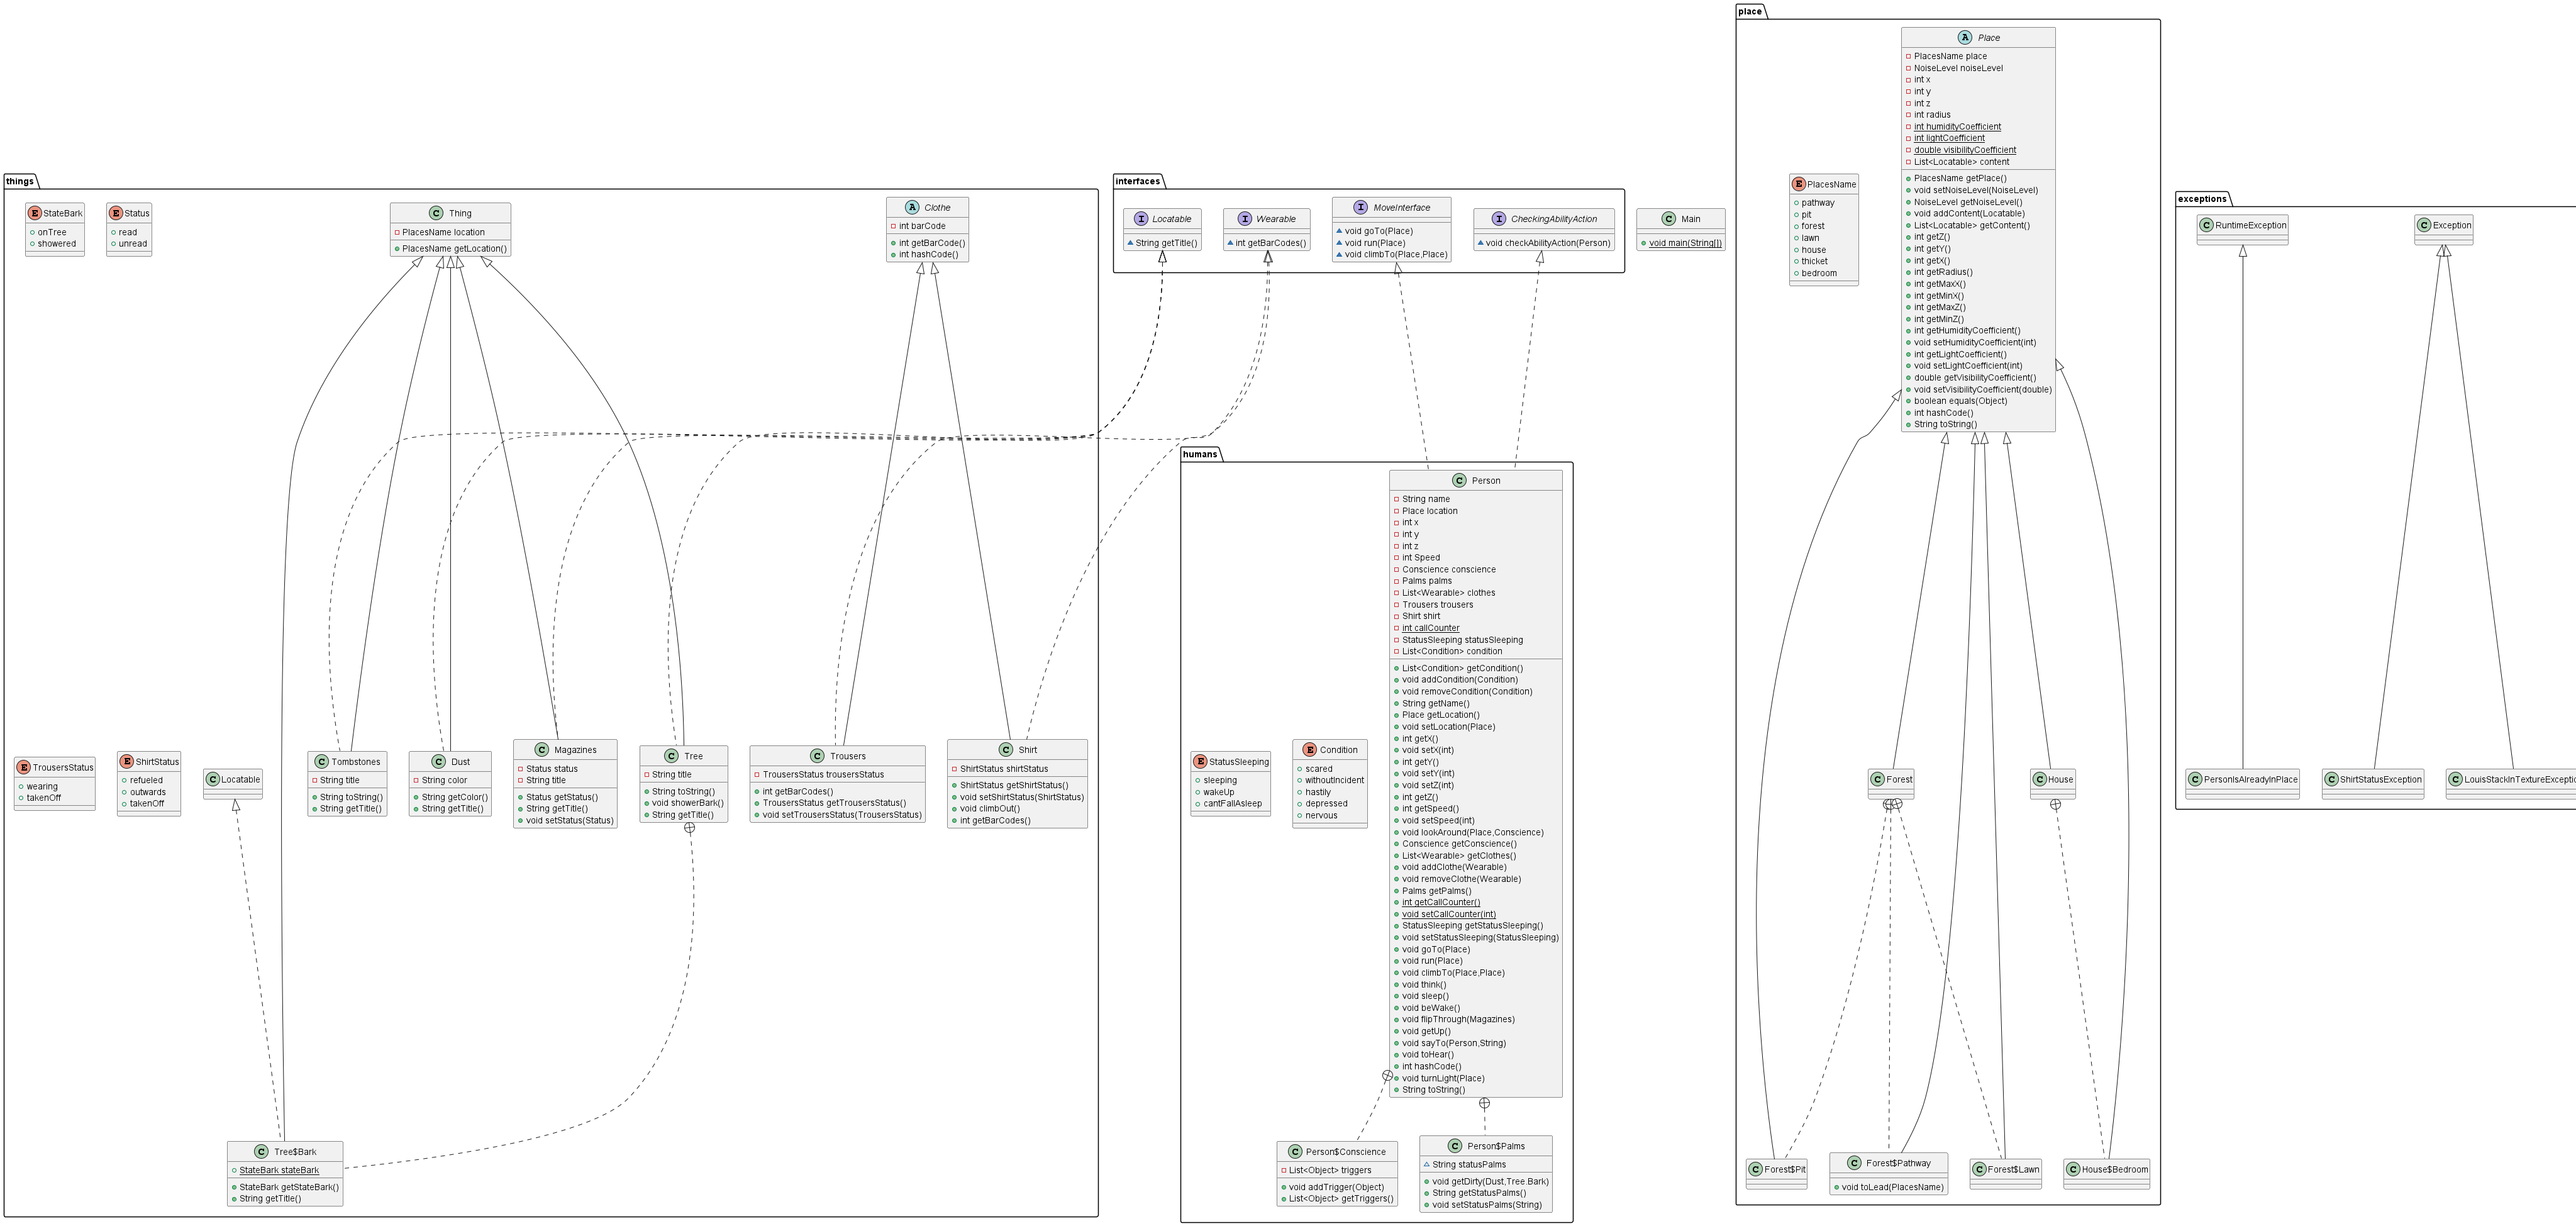 things
E StateBark
onTree
showered
E Status
read
unread
C Thing
PlacesName location
PlacesName getLocation()
A Clothe
int barCode
int getBarCode()
int hashCode()
E TrousersStatus
wearing
takenOff
E ShirtStatus
refueled
outwards
takenOff
C Locatable
C Tombstones
String title
String toString()
String getTitle()
C Dust
String color
String getColor()
String getTitle()
C Magazines
Status status
String title
Status getStatus()
String getTitle()
void setStatus(Status)
C Tree
String title
String toString()
void showerBark()
String getTitle()
C Trousers
TrousersStatus trousersStatus
int getBarCodes()
TrousersStatus getTrousersStatus()
void setTrousersStatus(TrousersStatus)
C Shirt
ShirtStatus shirtStatus
ShirtStatus getShirtStatus()
void setShirtStatus(ShirtStatus)
void climbOut()
int getBarCodes()
C Tree$Bark
StateBark stateBark
StateBark getStateBark()
String getTitle()
interfaces
I Locatable
String getTitle()
I Wearable
int getBarCodes()
I MoveInterface
void goTo(Place)
void run(Place)
void climbTo(Place,Place)
I CheckingAbilityAction
void checkAbilityAction(Person)
C Main
void main(String[])
humans
C Person
String name
Place location
int x
int y
int z
int Speed
Conscience conscience
Palms palms
List<Wearable> clothes
Trousers trousers
Shirt shirt
int callCounter
StatusSleeping statusSleeping
List<Condition> condition
List<Condition> getCondition()
void addCondition(Condition)
void removeCondition(Condition)
String getName()
Place getLocation()
void setLocation(Place)
int getX()
void setX(int)
int getY()
void setY(int)
void setZ(int)
int getZ()
int getSpeed()
void setSpeed(int)
void lookAround(Place,Conscience)
Conscience getConscience()
List<Wearable> getClothes()
void addClothe(Wearable)
void removeClothe(Wearable)
Palms getPalms()
int getCallCounter()
void setCallCounter(int)
StatusSleeping getStatusSleeping()
void setStatusSleeping(StatusSleeping)
void goTo(Place)
void run(Place)
void climbTo(Place,Place)
void think()
void sleep()
void beWake()
void flipThrough(Magazines)
void getUp()
void sayTo(Person,String)
void toHear()
int hashCode()
void turnLight(Place)
String toString()
E StatusSleeping
sleeping
wakeUp
cantFallAsleep
E Condition
scared
withoutIncident
hastily
depressed
nervous
C Person$Conscience
List<Object> triggers
void addTrigger(Object)
List<Object> getTriggers()
C Person$Palms
String statusPalms
void getDirty(Dust,Tree.Bark)
String getStatusPalms()
void setStatusPalms(String)
place
E PlacesName
pathway
pit
forest
lawn
house
thicket
bedroom
A Place
PlacesName place
NoiseLevel noiseLevel
int x
int y
int z
int radius
int humidityCoefficient
int lightCoefficient
double visibilityCoefficient
List<Locatable> content
PlacesName getPlace()
void setNoiseLevel(NoiseLevel)
NoiseLevel getNoiseLevel()
void addContent(Locatable)
List<Locatable> getContent()
int getZ()
int getY()
int getX()
int getRadius()
int getMaxX()
int getMinX()
int getMaxZ()
int getMinZ()
int getHumidityCoefficient()
void setHumidityCoefficient(int)
int getLightCoefficient()
void setLightCoefficient(int)
double getVisibilityCoefficient()
void setVisibilityCoefficient(double)
boolean equals(Object)
int hashCode()
String toString()
C Forest
C House
C Forest$Pit
C Forest$Pathway
void toLead(PlacesName)
C Forest$Lawn
C House$Bedroom
exceptions
C RuntimeException
C Exception
C PersonIsAlreadyInPlace
C ShirtStatusException
C LouisStackInTextureExceptio